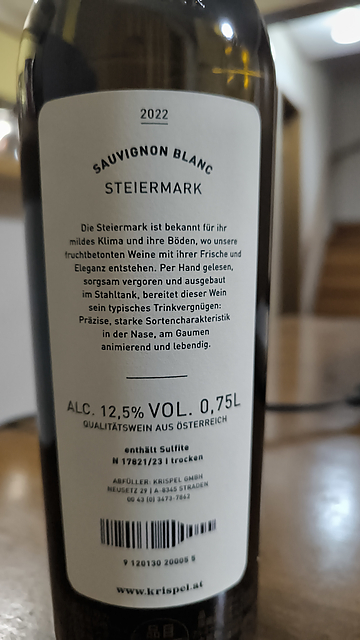 2022
SAUVIGNON BLANC
STEIERMARK
Die Steiermark ist bekannt für ihr
mildes Klima und ihre Böden, wo unsere
fruchtbetonten Weine mit ihrer Frische und
Eleganz entstehen. Per Hand gelesen,
sorgsam vergoren und ausgebaut
im Stahltank, bereitet dieser Wein
sein typisches Trinkvergnügen:
Präzise, starke Sortencharakteristik
in der Nase, am Gaumen
animierend und lebendig.
ALC. 12,5% VOL. 0,75L
QUALITÄTSWEIN AUS ÖSTERREICH
enthält Sulfite
N 17821/23 | trocken
ABFÜLLER: KRISPEL GMBH
NEUSETZ 29 | A-8345 STRADEN
00 43 (0) 3473-7862
9 120130 20005 5
www.krispel.at